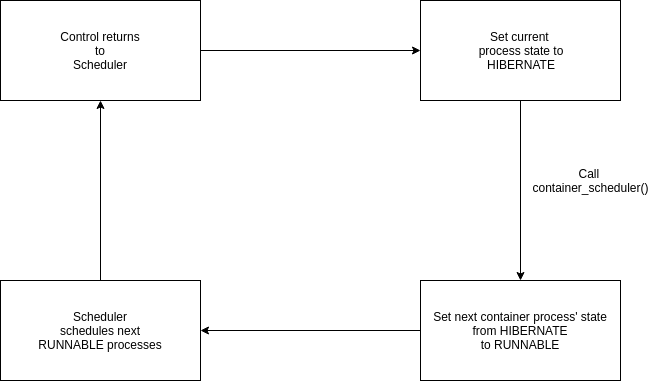 Control returns
to
Scheduler
Set current
process state to
HIBERNATE
Call
container_scheduler()
Scheduler
schedules next
RUNNABLE processes
Set next container process' state
from HIBERNATE
to RUNNABLE